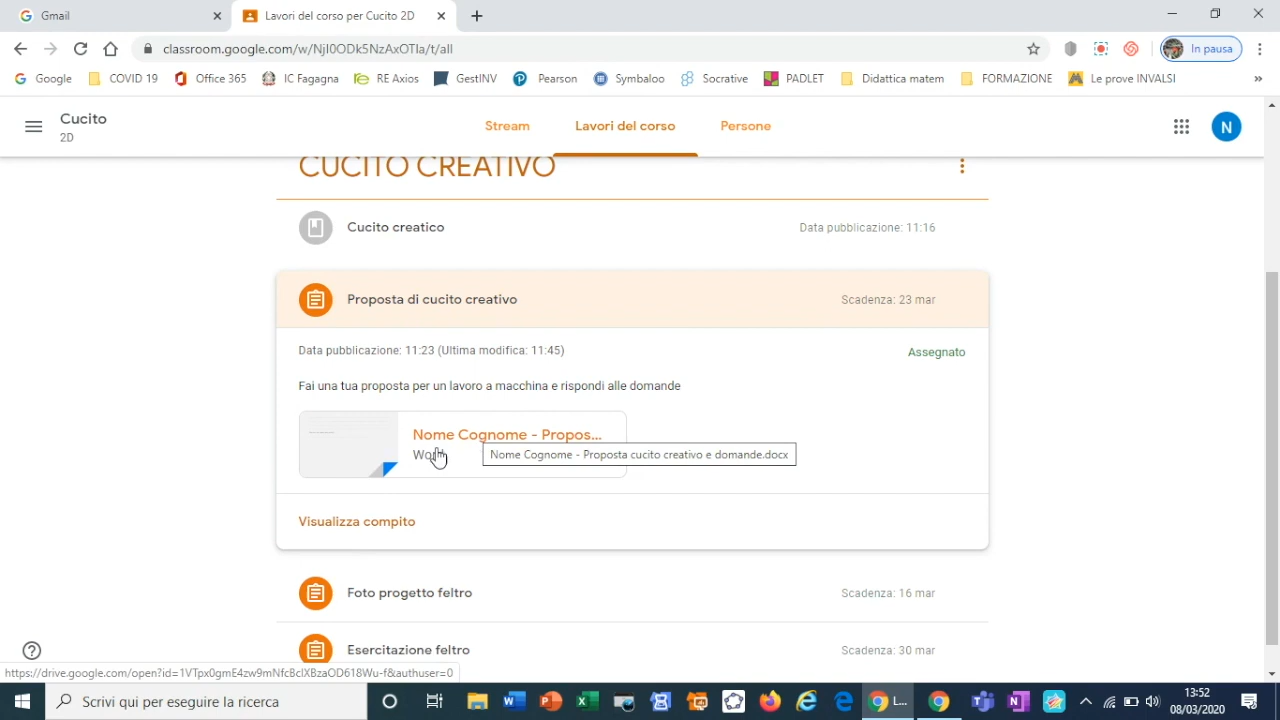 Gmail
Lavori del corso per Cucito 2D
classroom.google.com/w/NjI0ODk5NzAxOTIa/t/all
In pausa
Google
COVID 19
Office 365
IC Fagagna
RE Axios
GestINV
Pearson
Symbaloo
Socrative
PADLET
Didattica matem
FORMAZIONE
Le prove INVALSI
»
Cucito
2D
Stream
Lavori del corso
Persone
N
CUCITO CREATIVO
Cucito creatico
Data pubblicazione: 11:16
Proposta di cucito creativo
Scadenza: 23 mar
Data pubblicazione: 11:23 (Ultima modifica: 11:45)
Assegnato
Fai una tua proposta per un lavoro a macchina e rispondi alle domande
Nome Cognome - Propos...
Word
Nome Cognome - Proposta cucito creativo e domande.docx
Visualizza compito
Foto progetto feltro
Scadenza: 16 mar
Esercitazione feltro
Scadenza: 30 mar
https://drive.google.com/open?id=1VTpx0gmE4zw9mNfcBclXBzaOD618Wu-f&authuser=0
Scrivi qui per eseguire la ricerca
L...
13:52
08/03/2020